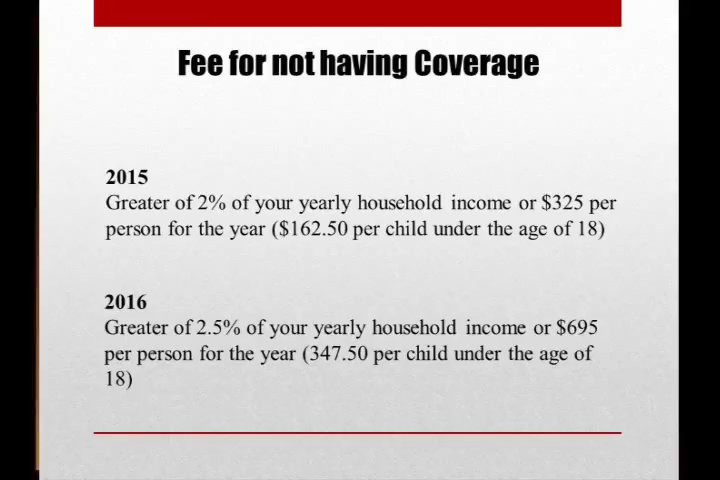 Fee for not having Coverage
2015
Greater of 2% of your yearly household income or $325 per
person for the year ($162.50 per child under the age of 18)
2016
Greater of 2.5% of your yearly household income or $695
per person for the year (347.50 per child under the age of
18)